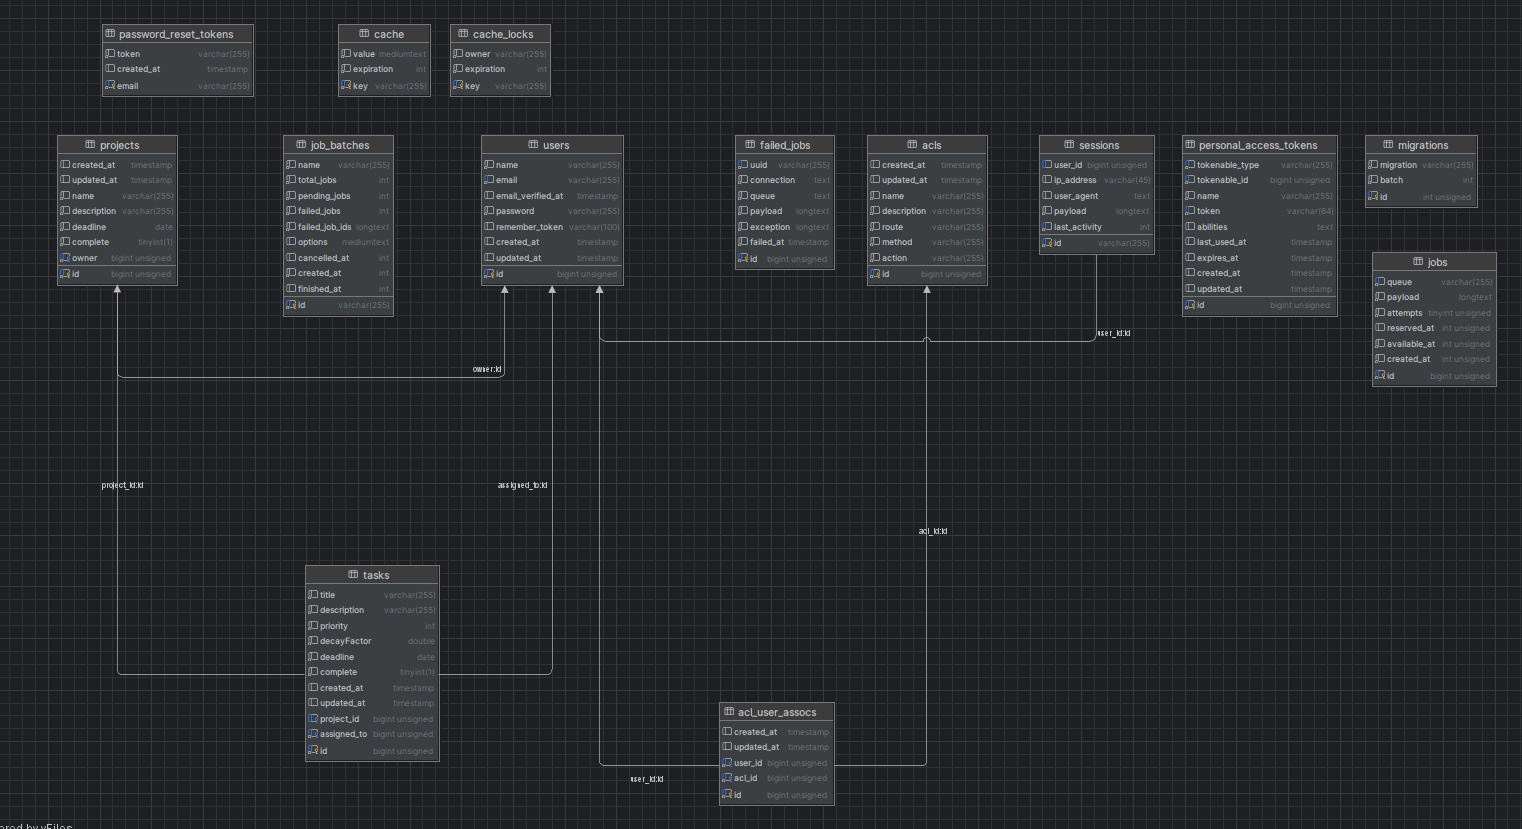 password_reset_tokens
token varchar(255)
created_at timestamp
email varchar(255)
cache
value mediumtext
expiration int
key varchar(255)
cache_locks
owner varchar(255)
expiration int
key varchar(255)
projects
created_at timestamp
updated_at timestamp
name varchar(255)
description varchar(255)
deadline date
complete tinyint(1)
owner bigint unsigned
id bigint unsigned
job_batches
name varchar(255)
total_jobs int
pending_jobs int
failed_jobs int
failed_job_ids longtext
options mediumtext
cancelled_at int
created_at int
finished_at int
id varchar(255)
users
name varchar(255)
email varchar(255)
email_verified_at timestamp
password varchar(255)
remember_token varchar(100)
created_at timestamp
updated_at timestamp
id bigint unsigned
failed_jobs
uuid varchar(255)
connection text
queue text
payload longtext
exception longtext
failed_at timestamp
id bigint unsigned
acls
created_at timestamp
updated_at timestamp
name varchar(255)
description varchar(255)
route varchar(255)
method varchar(255)
action varchar(255)
id bigint unsigned
sessions
user_id bigint unsigned
ip_address varchar(45)
user_agent text
payload longtext
last_activity int
id varchar(255)
personal_access_tokens
tokenable_type varchar(255)
tokenable_id bigint unsigned
name varchar(255)
token varchar(64)
abilities text
last_used_at timestamp
expires_at timestamp
created_at timestamp
updated_at timestamp
id bigint unsigned
migrations
migration varchar(255)
batch int
id int unsigned
jobs
queue varchar(255)
payload longtext
attempts tinyint unsigned
reserved_at int unsigned
available_at int unsigned
created_at int unsigned
id bigint unsigned
user_id:id
owner:id
project_id:id
assigned_to:id
acl_id:id
tasks
title varchar(255)
description varchar(255)
priority int
decayFactor double
deadline date
complete tinyint(1)
created_at timestamp
updated_at timestamp
project_id bigint unsigned
assigned_to bigint unsigned
id bigint unsigned
acl_user_assocs
created_at timestamp
updated_at timestamp
user_id bigint unsigned
acl_id bigint unsigned
id bigint unsigned
user_id:id
ered by yFiles